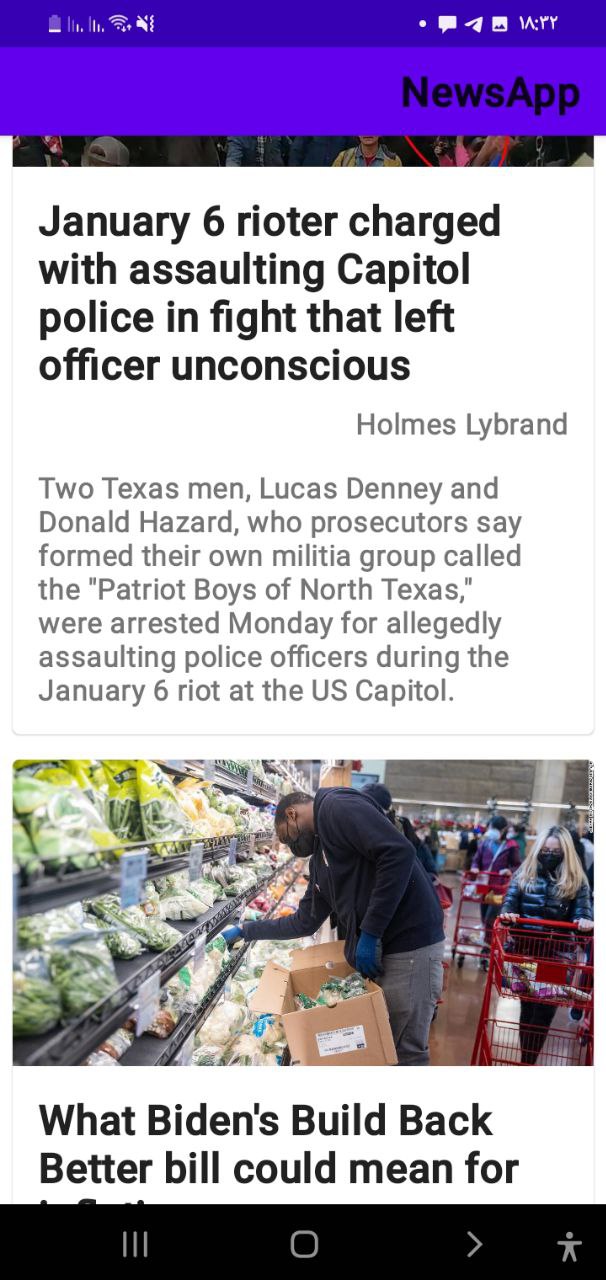 ۱۸:۳۲
NewsApp
January 6 rioter charged
with assaulting Capitol
police in fight that left
officer unconscious
Holmes Lybrand
Two Texas men, Lucas Denney and
Donald Hazard, who prosecutors say
formed their own militia group called
the "Patriot Boys of North Texas,"
were arrested Monday for allegedly
assaulting police officers during the
January 6 riot at the US Capitol.
What Biden's Build Back
Better bill could mean for